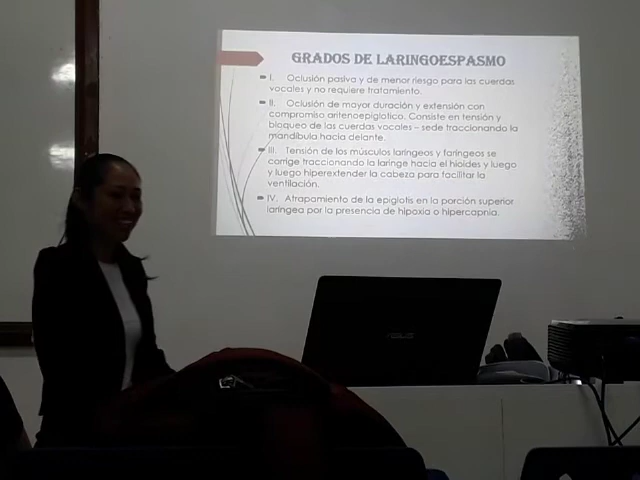 GRADOS DE LARINGOESPASMO
I. Oclusión pasiva y de menor riesgo para las cuerdas
vocales y no requiere tratamiento.
II. Oclusión de mayor duración y extensión con
compromiso aritenoepiglotico. Consiste en tensión y
bloqueo de las cuerdas vocales – sede traccionando la
mandíbula hacia delante.
III. Tensión de los músculos laríngeos y faríngeos se
corrige traccionando la laringe hacia el hioides y luego
y luego hiperextender la cabeza para facilitar la
ventilación.
IV. Atrapamiento de la epiglotis en la porción superior
laríngea por la presencia de hipoxia o hipercapnia.
ASUS